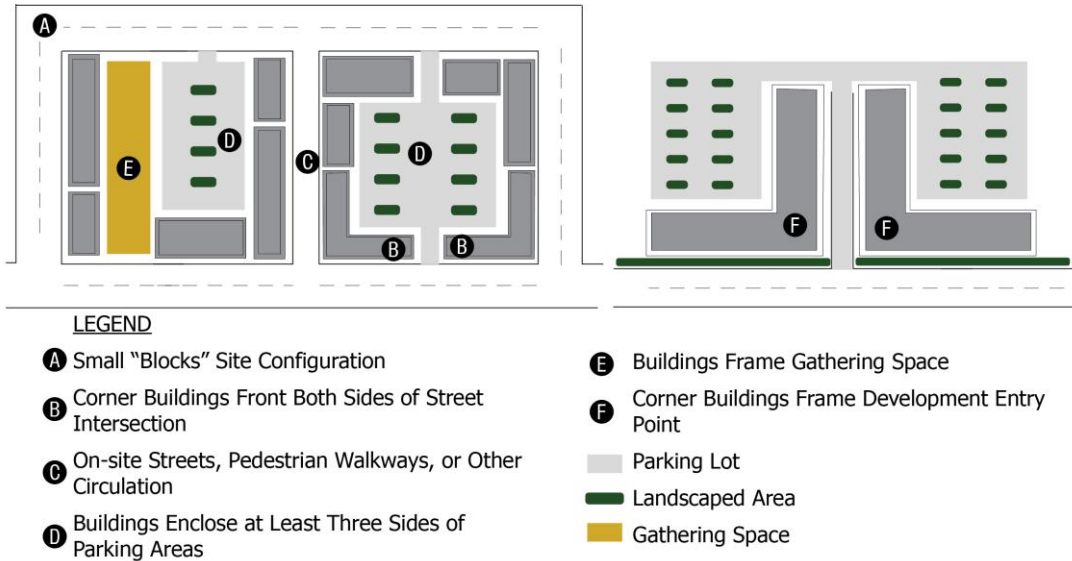 A
D
E
C
D
B
B
F
F
LEGEND
A Small “Blocks” Site Configuration
B Corner Buildings Front Both Sides of Street
Intersection
C On-site Streets, Pedestrian Walkways, or Other
Circulation
D Buildings Enclose at Least Three Sides of
Parking Areas
E Buildings Frame Gathering Space
F Corner Buildings Frame Development Entry
Point
Parking Lot
Landscaped Area
Gathering Space